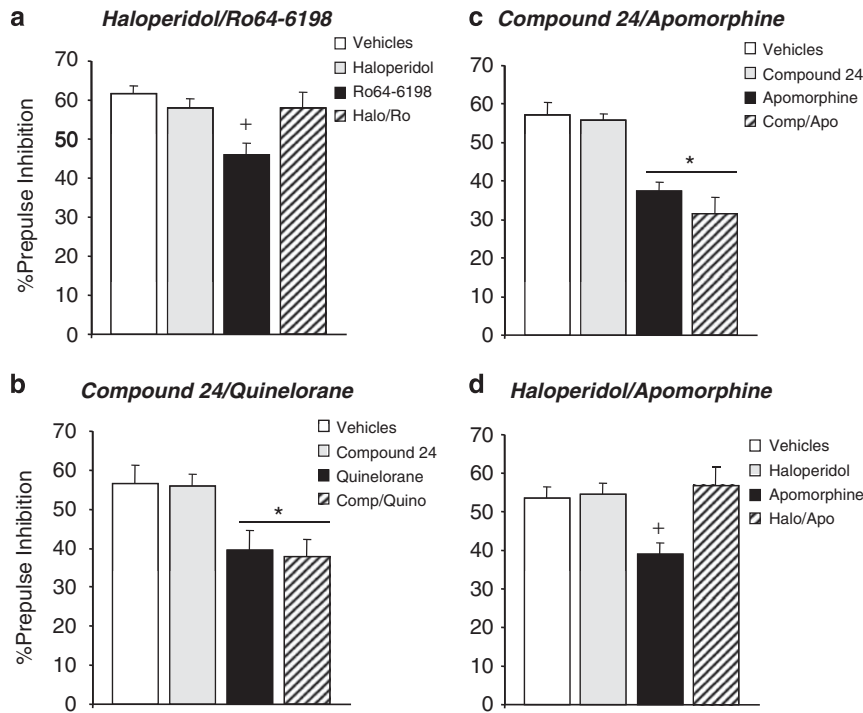 a
Haloperidol/Ro64-6198
Vehicles
Haloperidol
Ro64-6198
Halo/Ro
%Prepulse Inhibition
70
60
50
40
30
20
10
0
+
b
Compound 24/Quinelorane
Vehicles
Compound 24
Quinelorane
Comp/Quino
%Prepulse Inhibition
70
60
50
40
30
20
10
0
*
c
Compound 24/Apomorphine
Vehicles
Compound 24
Apomorphine
Comp/Apo
70
60
50
40
30
20
10
0
*
d
Haloperidol/Apomorphine
Vehicles
Haloperidol
Apomorphine
Halo/Apo
70
60
50
40
30
20
10
0
+